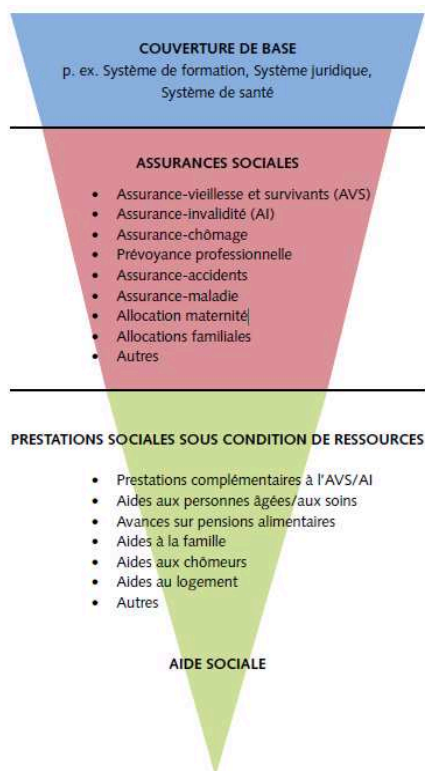 COUVERTURE DE BASE
p. ex. Système de formation, Système juridique,
Système de santé
ASSURANCES SOCIALES
• Assurance-vieillesse et survivants (AVS)
• Assurance-invalidité (AI)
• Assurance-chômage
• Prévoyance professionnelle
• Assurance-accidents
• Assurance-maladie
• Allocation maternité
• Allocations familiales
• Autres
PRESTATIONS SOCIALES SOUS CONDITION DE RESSOURCES
• Prestations complémentaires à l'AVS/AI
• Aides aux personnes âgées/aux soins
• Avances sur pensions alimentaires
• Aides à la famille
• Aides aux chômeurs
• Aides au logement
• Autres
AIDE SOCIALE